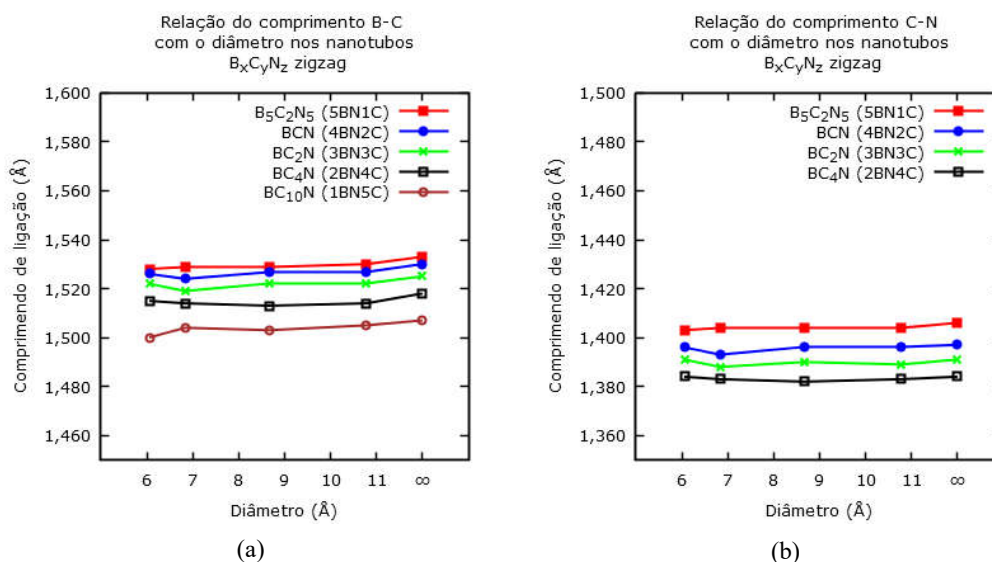 Relação do comprimento B-C
com o diâmetro nos nanotubos
BxCyNz zigzag
Comprimendo de ligação (Å)
1,600
1,580
1,560
1,540
1,520
1,500
1,480
1,460
B5C2N5 (5BN1C)
BCN (4BN2C)
BC2N (3BN3C)
BC4N (2BN4C)
BC10N (1BN5C)
6 7 8 9 10 11 ∞
Diâmetro (Å)
(a)
Relação do comprimento C-N
com o diâmetro nos nanotubos
BxCyNz zigzag
Comprimento de ligação (Å)
1,500
1,480
1,460
1,440
1,420
1,400
1,380
1,360
B5C2N5 (5BN1C)
BCN (4BN2C)
BC2N (3BN3C)
BC4N (2BN4C)
6 7 8 9 10 11 ∞
Diâmetro (Å)
(b)